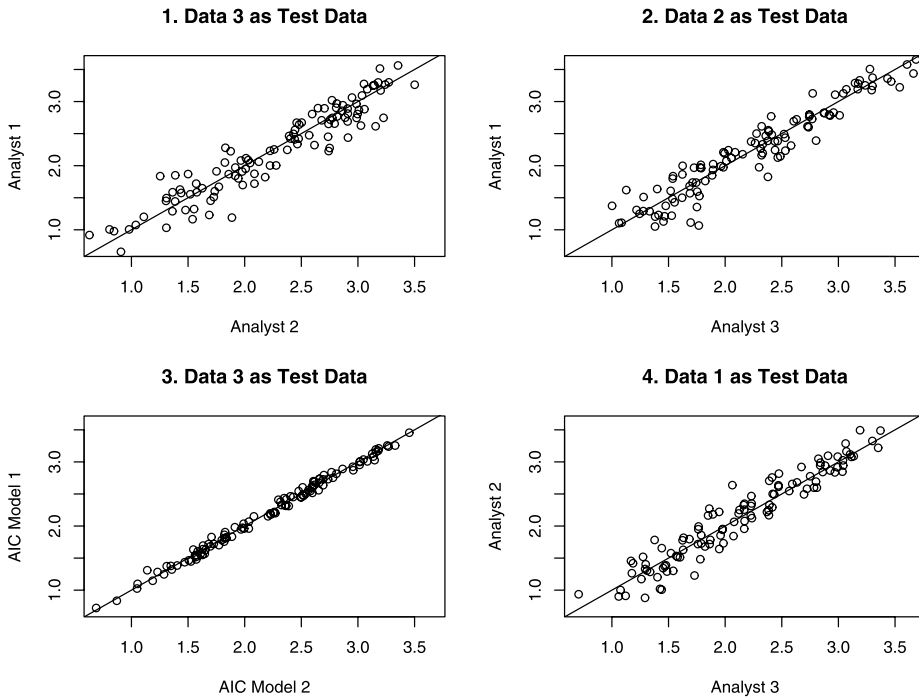 1. Data 3 as Test Data
Analyst 1
3.0
2.0
1.0
1.0 1.5 2.0 2.5 3.0 3.5
Analyst 2
2. Data 2 as Test Data
Analyst 1
3.0
2.0
1.0
1.0 1.5 2.0 2.5 3.0 3.5
Analyst 3
3. Data 3 as Test Data
AIC Model 1
3.0
2.0
1.0
1.0 1.5 2.0 2.5 3.0 3.5
AIC Model 2
4. Data 1 as Test Data
Analyst 2
3.0
2.0
1.0
1.0 1.5 2.0 2.5 3.0 3.5
Analyst 3